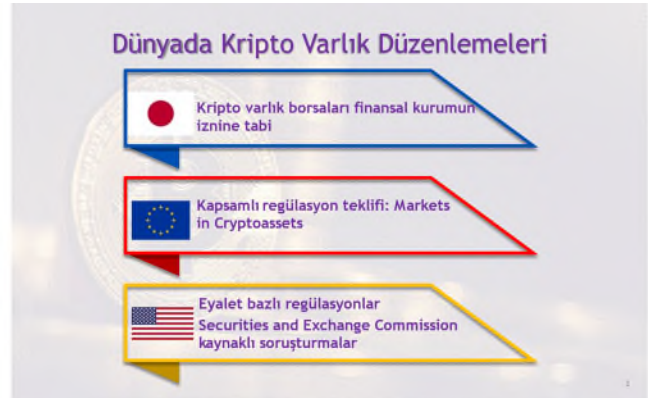 Dünyada Kripto Varlık Düzenlemeleri
Kripto varlık borsaları finansal kurumun
iznine tabi
Kapsamlı regülasyon teklifi: Markets
in Cryptoassets
Eyalet bazlı regülasyonlar
Securities and Exchange Commission
kaynaklı soruşturmalar